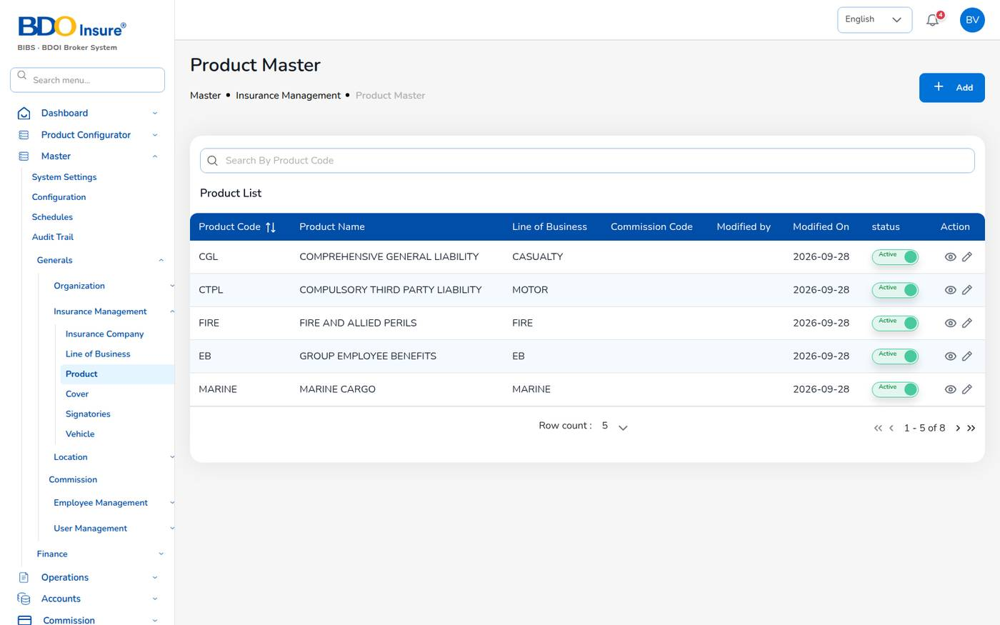 BDO Insure®
BIBS - BDOI Broker System
Search menu...
Dashboard
Product Configurator
Master
System Settings
Configuration
Schedules
Audit Trail
Generals
Organization
Insurance Management
Insurance Company
Line of Business
Product
Cover
Signatories
Vehicle
Location
Commission
Employee Management
User Management
Finance
Operations
Accounts
Commission
English
4
BV
Product Master
Master • Insurance Management • Product Master
+ Add
Search By Product Code
Product List
Product Code Product Name Line of Business Commission Code Modified by Modified On status Action
CGL COMPREHENSIVE GENERAL LIABILITY CASUALTY 2026-09-28 Active
CTPL COMPULSORY THIRD PARTY LIABILITY MOTOR 2026-09-28 Active
FIRE FIRE AND ALLIED PERILS FIRE 2026-09-28 Active
EB GROUP EMPLOYEE BENEFITS EB 2026-09-28 Active
MARINE MARINE CARGO MARINE 2026-09-28 Active
Row count : 5 1 - 5 of 8